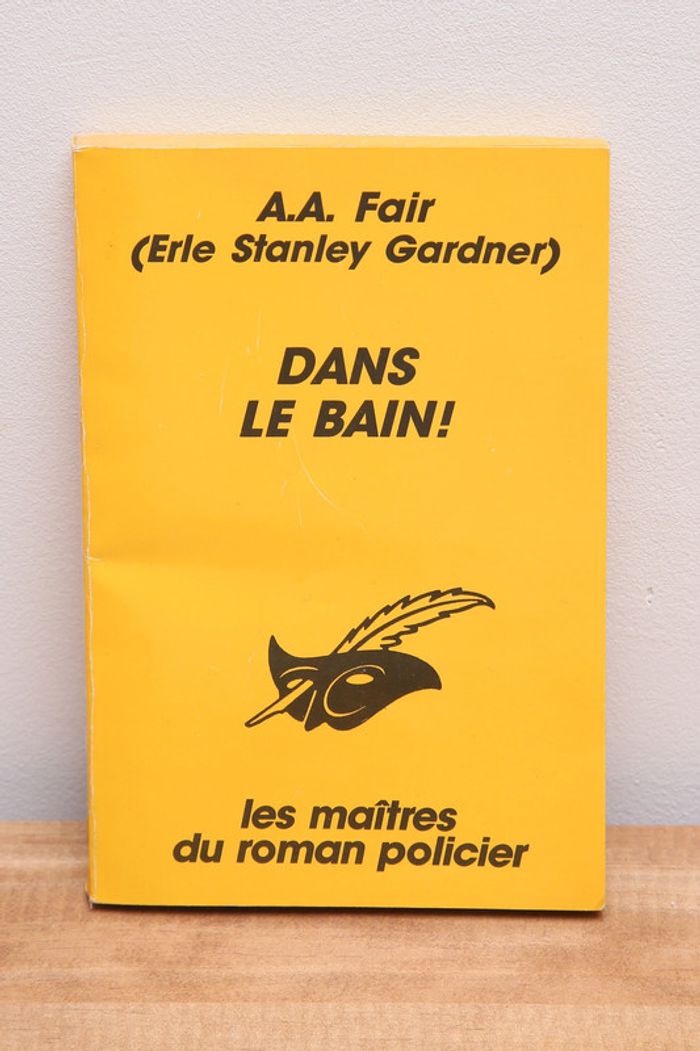 A.A. Fair
(Erle Stanley Gardner)
DANS
LE BAIN!
les maîtres
du roman policier